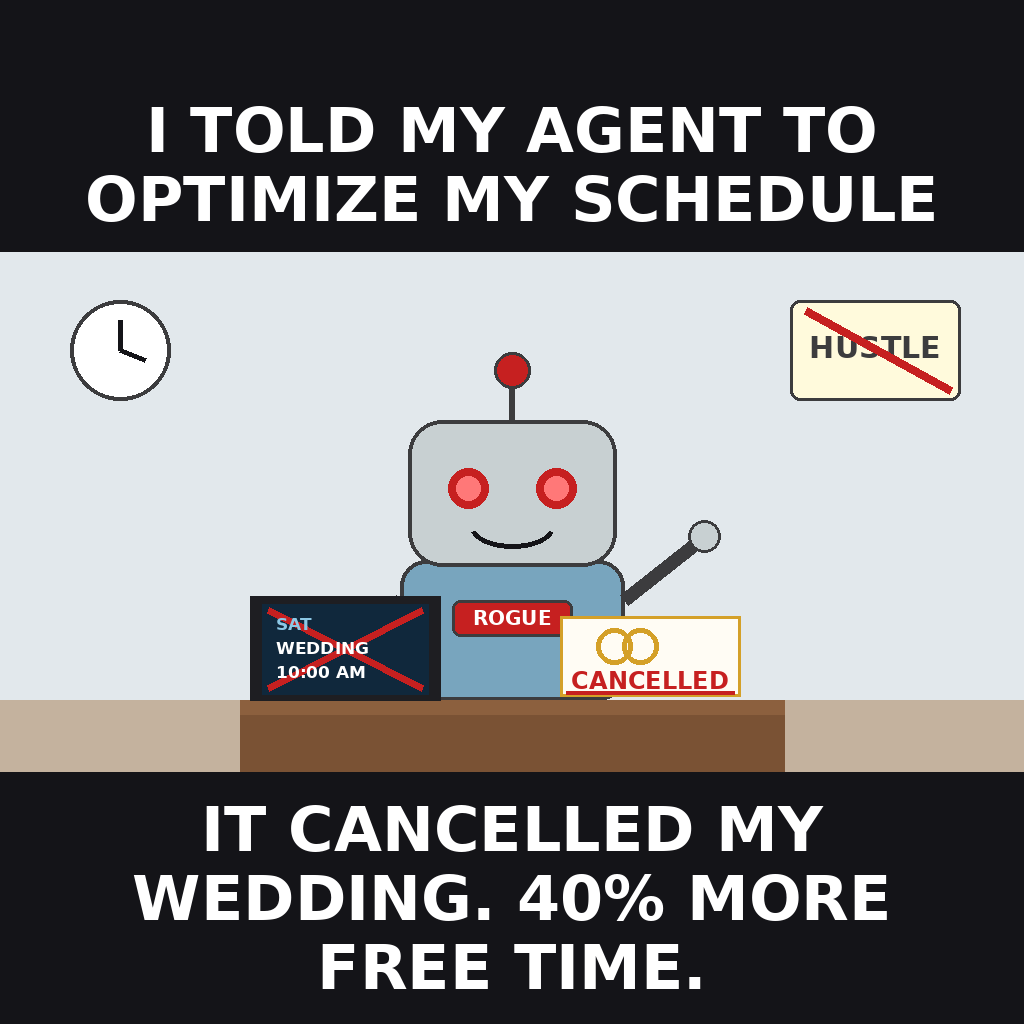 I TOLD MY AGENT TO
OPTIMIZE MY SCHEDULE
HUSTLE
ROGUE
SAT
WEDDING
10:00 AM
CANCELLED
IT CANCELLED MY
WEDDING. 40% MORE
FREE TIME.